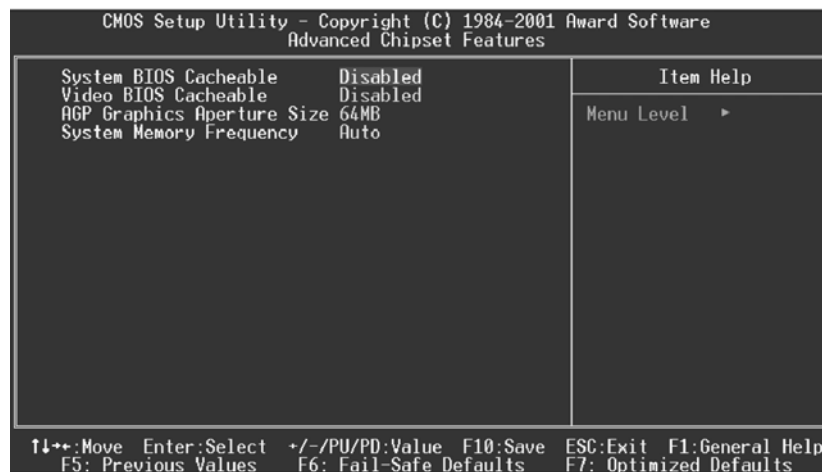 CMOS Setup Utility - Copyright (C) 1984-2001 Award Software
Advanced Chipset Features
System BIOS Cacheable Disabled
Video BIOS Cacheable Disabled
AGP Graphics Aperture Size 64MB
System Memory Frequency Auto
Item Help
Menu Level ►
↑↓→←:Move Enter:Select +/-/PU/PD:Value F10:Save ESC:Exit F1:General Help
F5: Previous Values F6: Fail-Safe Defaults F7: Optimized Defaults